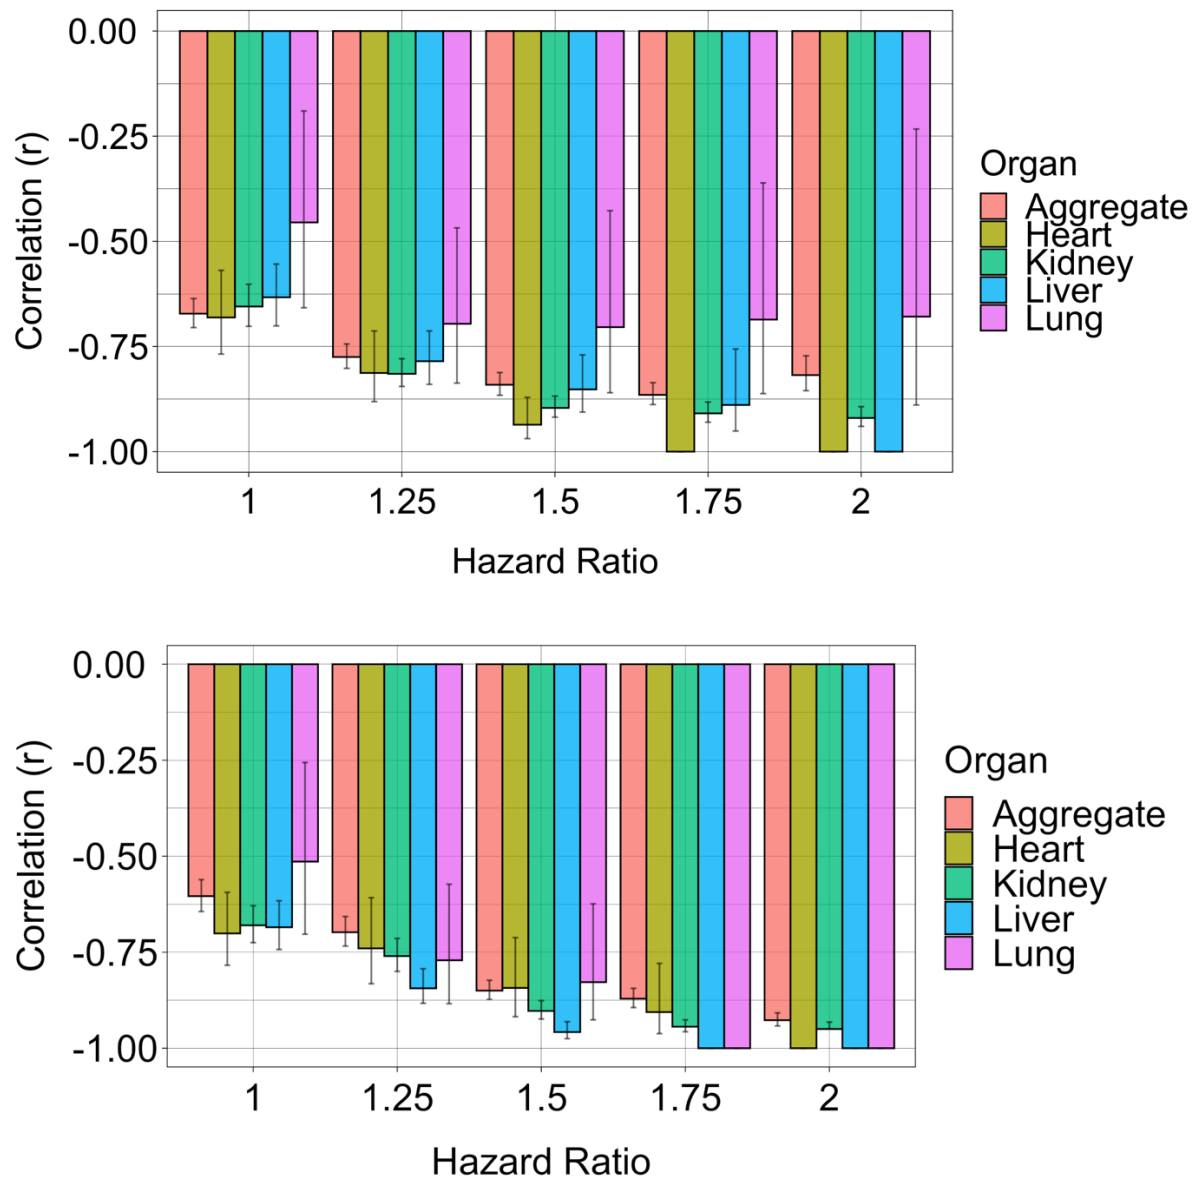 0.00
-0.25
-0.50
-0.75
-1.00
Correlation (r)
1 1.25 1.5 1.75 2
Hazard Ratio
Organ
Aggregate
Heart
Kidney
Liver
Lung
0.00
-0.25
-0.50
-0.75
-1.00
Correlation (r)
1 1.25 1.5 1.75 2
Hazard Ratio
Organ
Aggregate
Heart
Kidney
Liver
Lung